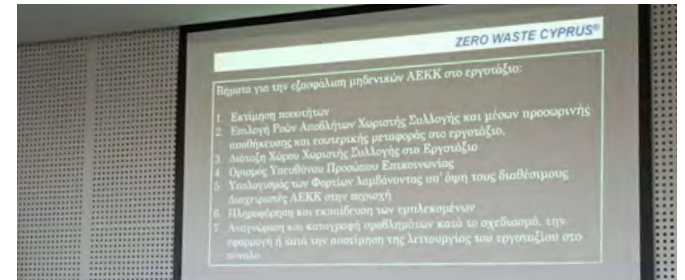 ZERO WASTE CYPRUS®
Βήματα για την εξασφάλιση μηδενικών ΑΕΚΚ στο εργοτάξιο:
1. Εκτίμηση ποσοτήτων
2. Επιλογή Ροών Αποβλήτων Χωριστής Συλλογής και μέσων προσωρινής
αποθήκευσης και εσωτερικής μεταφοράς στο εργοτάξιο,
3. Διάταξη Χώρου Χωριστής Συλλογής στο Εργοτάξιο
4. Ορισμός Υπευθύνου Προσώπου Επικοινωνίας
5. Υπολογισμός των Φορτίων λαμβάνοντας υπ' όψη τους διαθέσιμους
Διαχειριστές ΑΕΚΚ στην περιοχή
6. Πληροφόρηση και εκπαίδευση των εμπλεκομένων
7. Αναγνώριση και καταγραφή προβλημάτων κατά το σχεδιασμό, την
εφαρμογή ή κατά την αποτίμηση της λειτουργίας του εργοταξίου στο
σύνολο